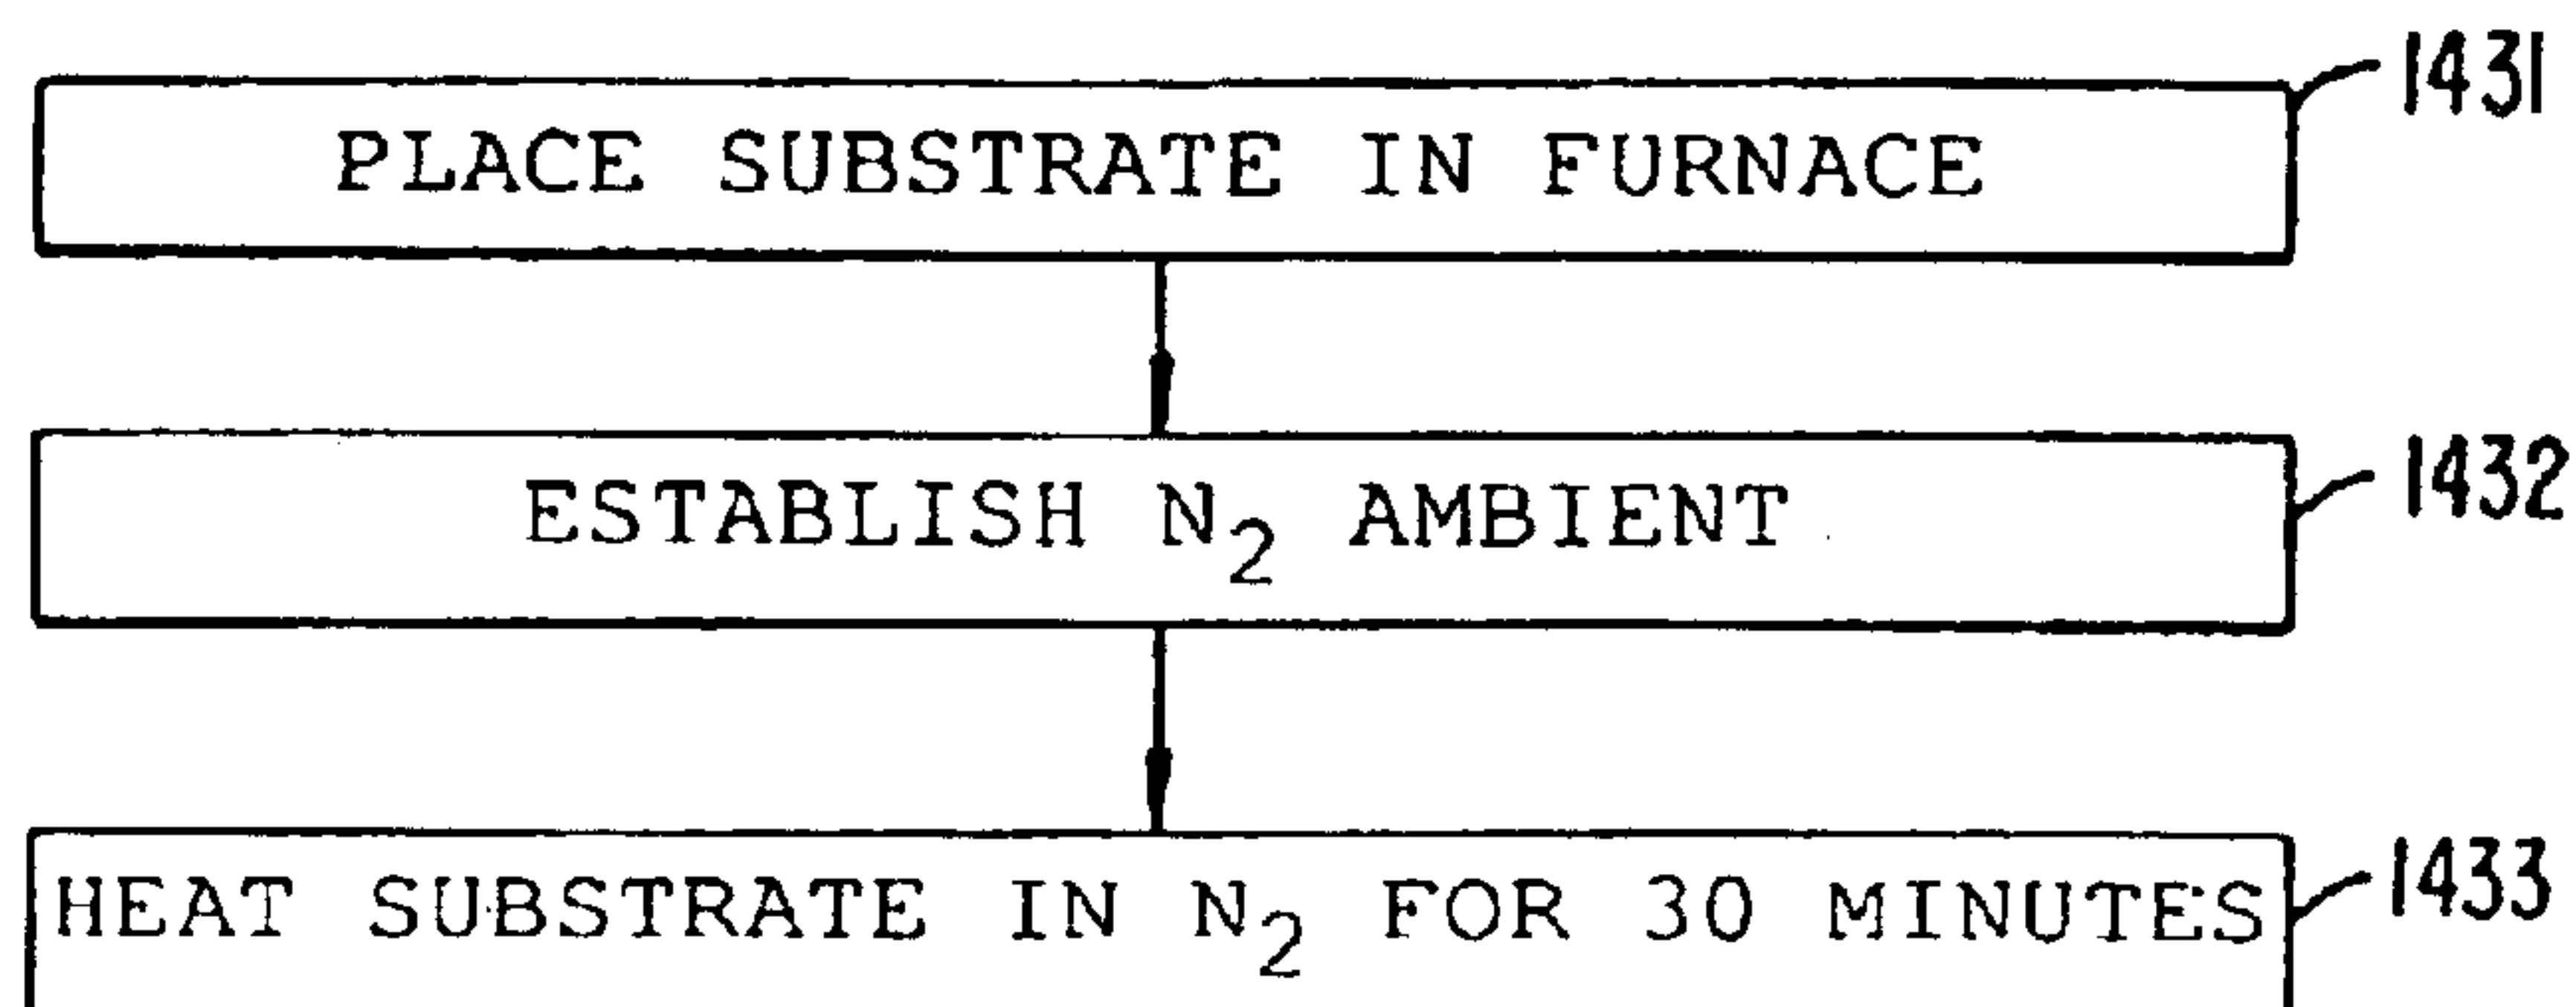 PLACE SUBSTRATE IN FURNACE 1431
ESTABLISH N₂ AMBIENT 1432
HEAT SUBSTRATE IN N₂ FOR 30 MINUTES 1433